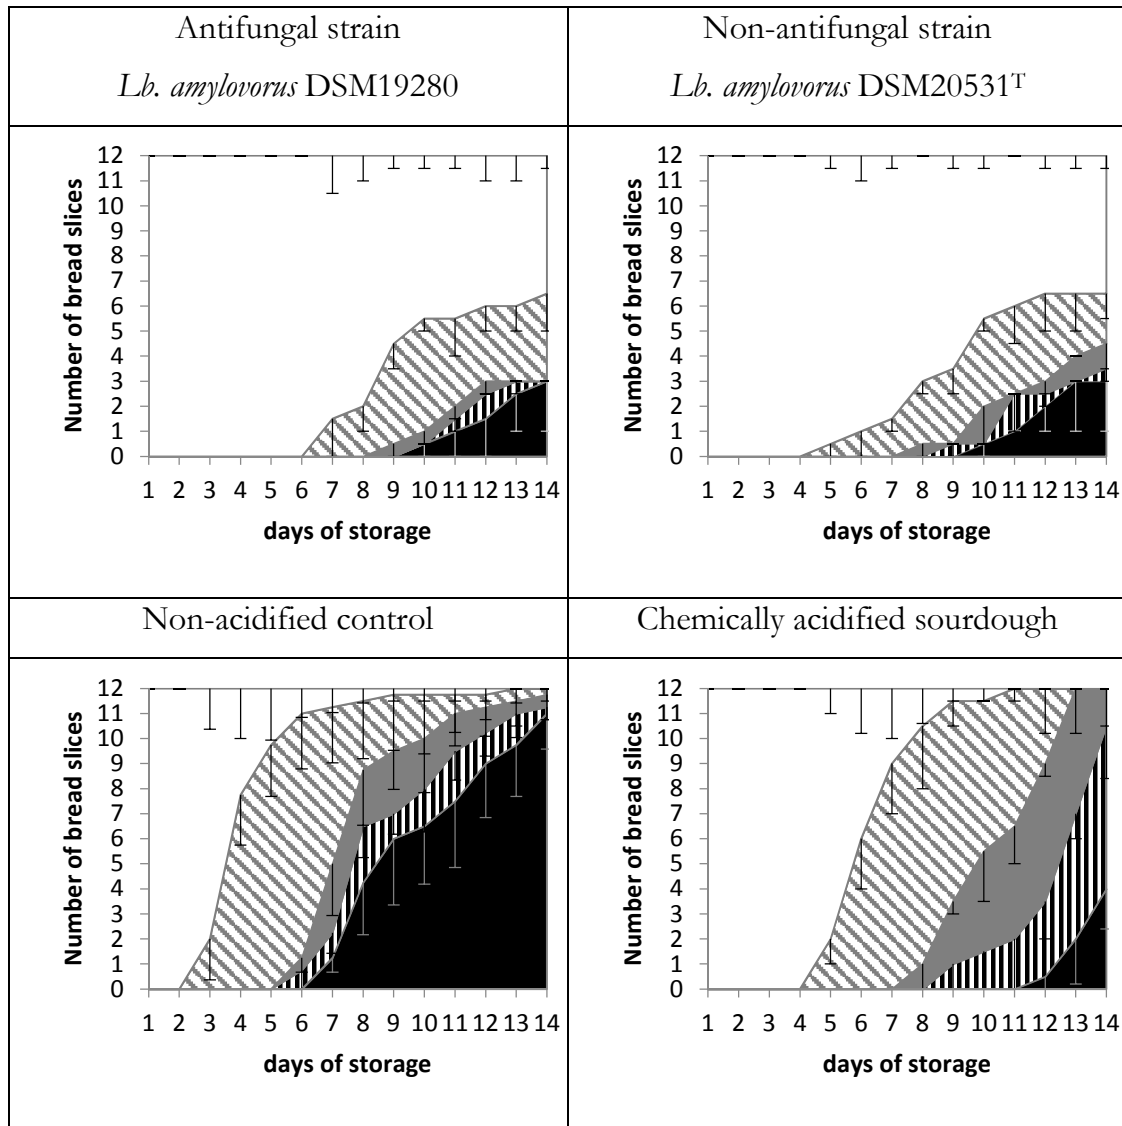 Antifungal strain
Lb. amylovorus DSM19280
Non-antifungal strain
Lb. amylovorus DSM20531ᵀ
12
11
10
9
8
7
6
5
4
3
2
1
0
Number of bread slices
1 2 3 4 5 6 7 8 9 10 11 12 13 14
days of storage
12
11
10
9
8
7
6
5
4
3
2
1
0
Number of bread slices
1 2 3 4 5 6 7 8 9 10 11 12 13 14
days of storage
Non-acidified control
Chemically acidified sourdough
12
11
10
9
8
7
6
5
4
3
2
1
0
Number of bread slices
1 2 3 4 5 6 7 8 9 10 11 12 13 14
days of storage
12
11
10
9
8
7
6
5
4
3
2
1
0
Number of bread slices
1 2 3 4 5 6 7 8 9 10 11 12 13 14
days of storage